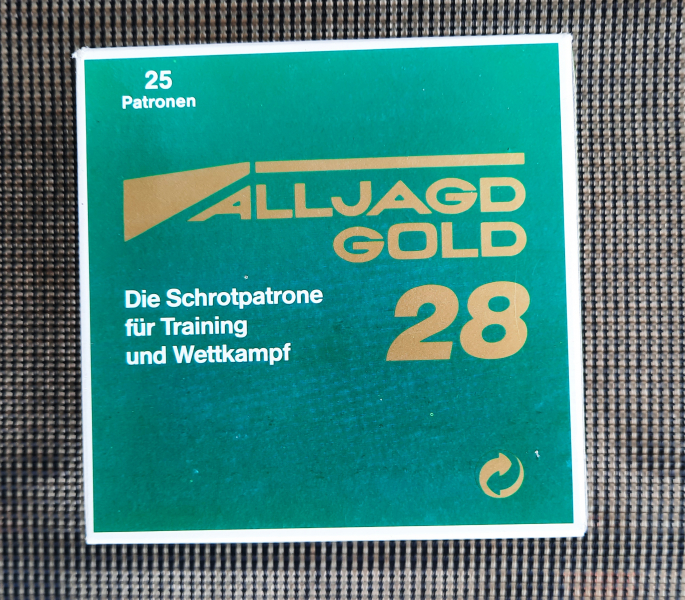 25
Patronen
ALLJAGD
GOLD
28
Die Schrotpatrone
für Training
und Wettkampf